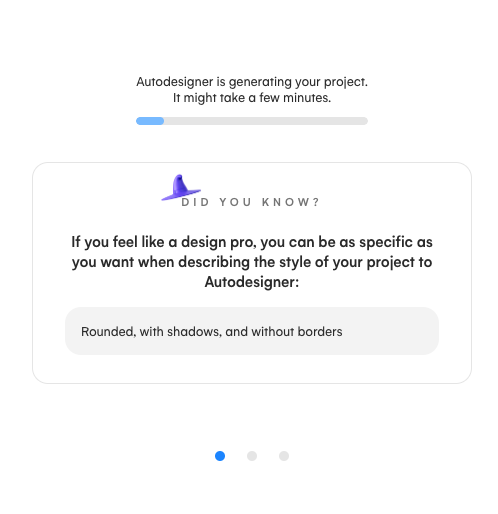 Autodesigner is generating your project.
It might take a few minutes.
DID YOU KNOW?
If you feel like a design pro, you can be as specific as
you want when describing the style of your project to
Autodesigner:
Rounded, with shadows, and without borders